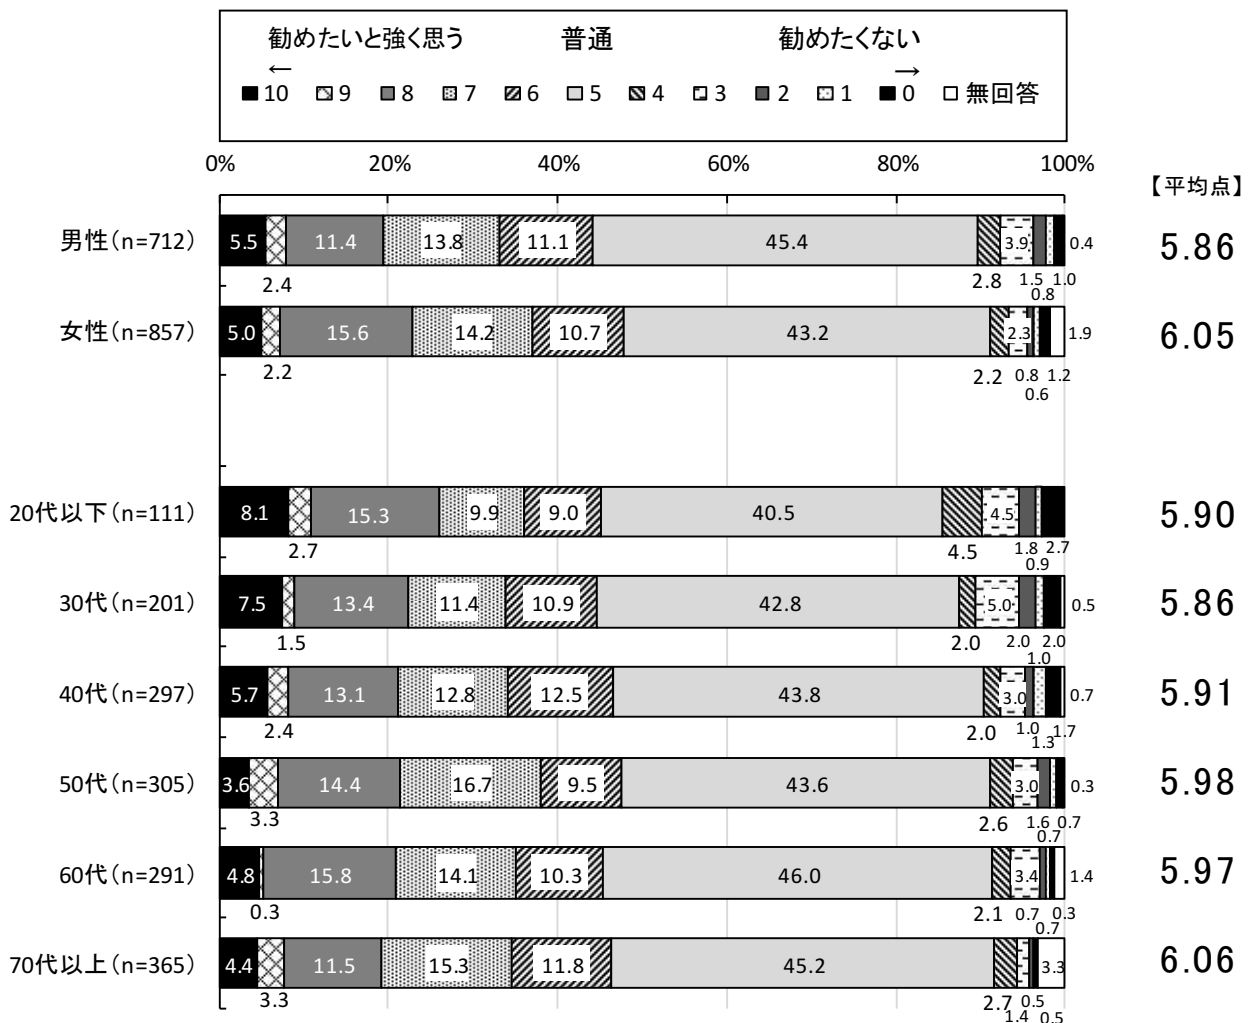 勧めたいと強く思う 普通 勧めたくない
← →
10 9 8 7 6 5 4 3 2 1 0 無回答
0% 20% 40% 60% 80% 100%
【平均点】
男性(n=712) 5.5 11.4 13.8 11.1 45.4 3.9 0.4 5.86
2.4 2.8 1.5 0.8 1.0
女性(n=857) 5.0 15.6 14.2 10.7 43.2 2.3 1.9 6.05
2.2 2.2 0.8 0.6 1.2
20代以下(n=111) 8.1 15.3 9.9 9.0 40.5 4.5 5.90
2.7 4.5 1.8 0.9 2.7
30代(n=201) 7.5 13.4 11.4 10.9 42.8 5.0 0.5 5.86
1.5 2.0 2.0 1.0 2.0
40代(n=297) 5.7 13.1 12.8 12.5 43.8 3.0 0.7 5.91
2.4 2.0 1.0 1.3 1.7
50代(n=305) 3.6 14.4 16.7 9.5 43.6 3.0 0.3 5.98
3.3 2.6 1.6 0.7 0.7
60代(n=291) 4.8 15.8 14.1 10.3 46.0 3.4 1.4 5.97
0.3 2.1 0.7 0.7 0.3
70代以上(n=365) 4.4 11.5 15.3 11.8 45.2 3.3 6.06
3.3 2.7 1.4 0.5 0.5